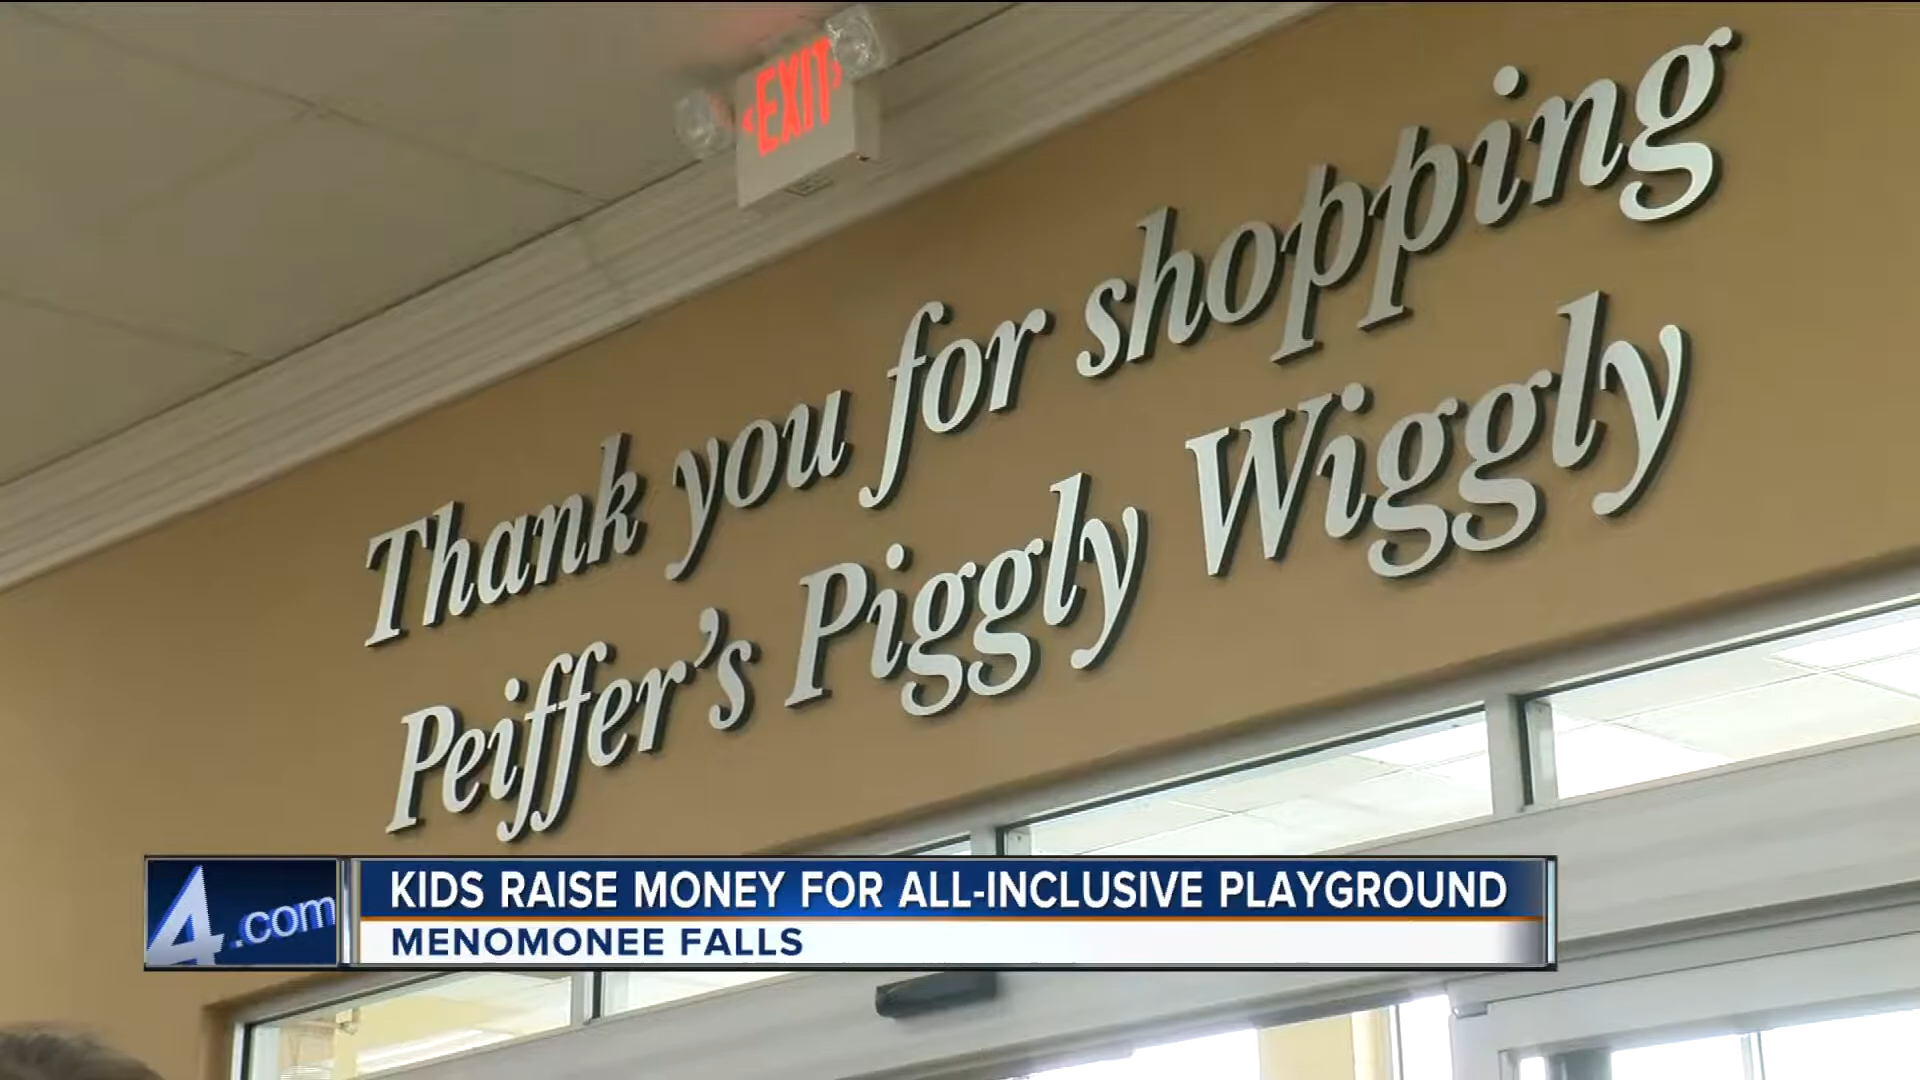 EXIT
Thank you for shopping
Peiffer's Piggly Wiggly
4.com
KIDS RAISE MONEY FOR ALL-INCLUSIVE PLAYGROUND
MENOMONEE FALLS